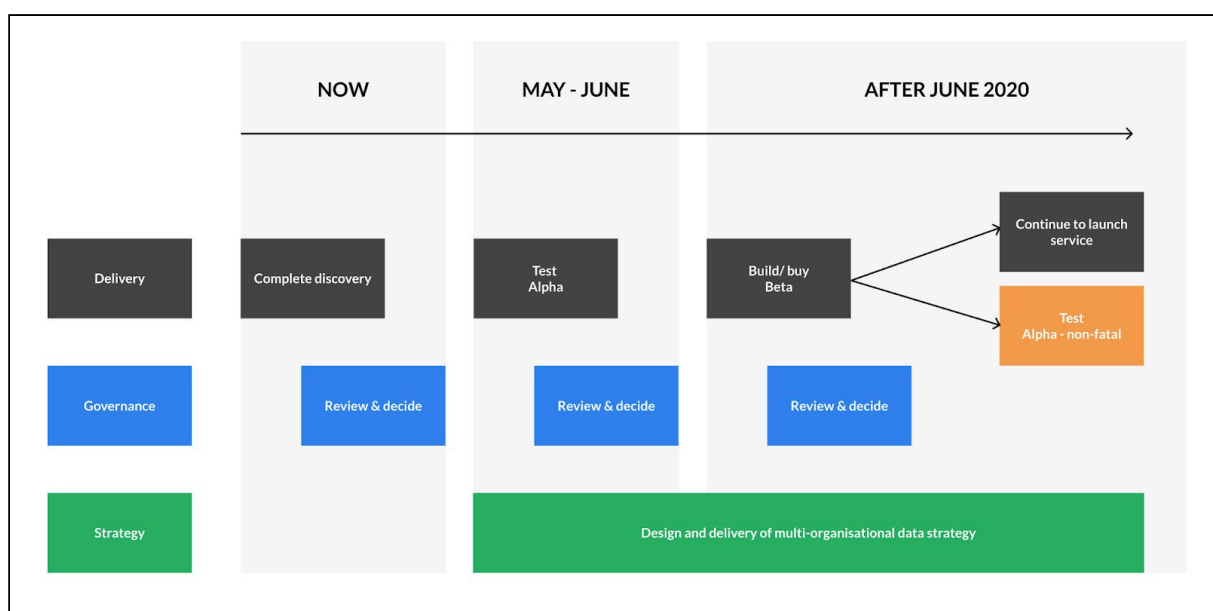 NOW
MAY - JUNE
AFTER JUNE 2020
Delivery
Complete discovery
Test
Alpha
Build/ buy
Beta
Continue to launch
service
Test
Alpha - non-fatal
Governance
Review & decide
Review & decide
Review & decide
Strategy
Design and delivery of multi-organisational data strategy